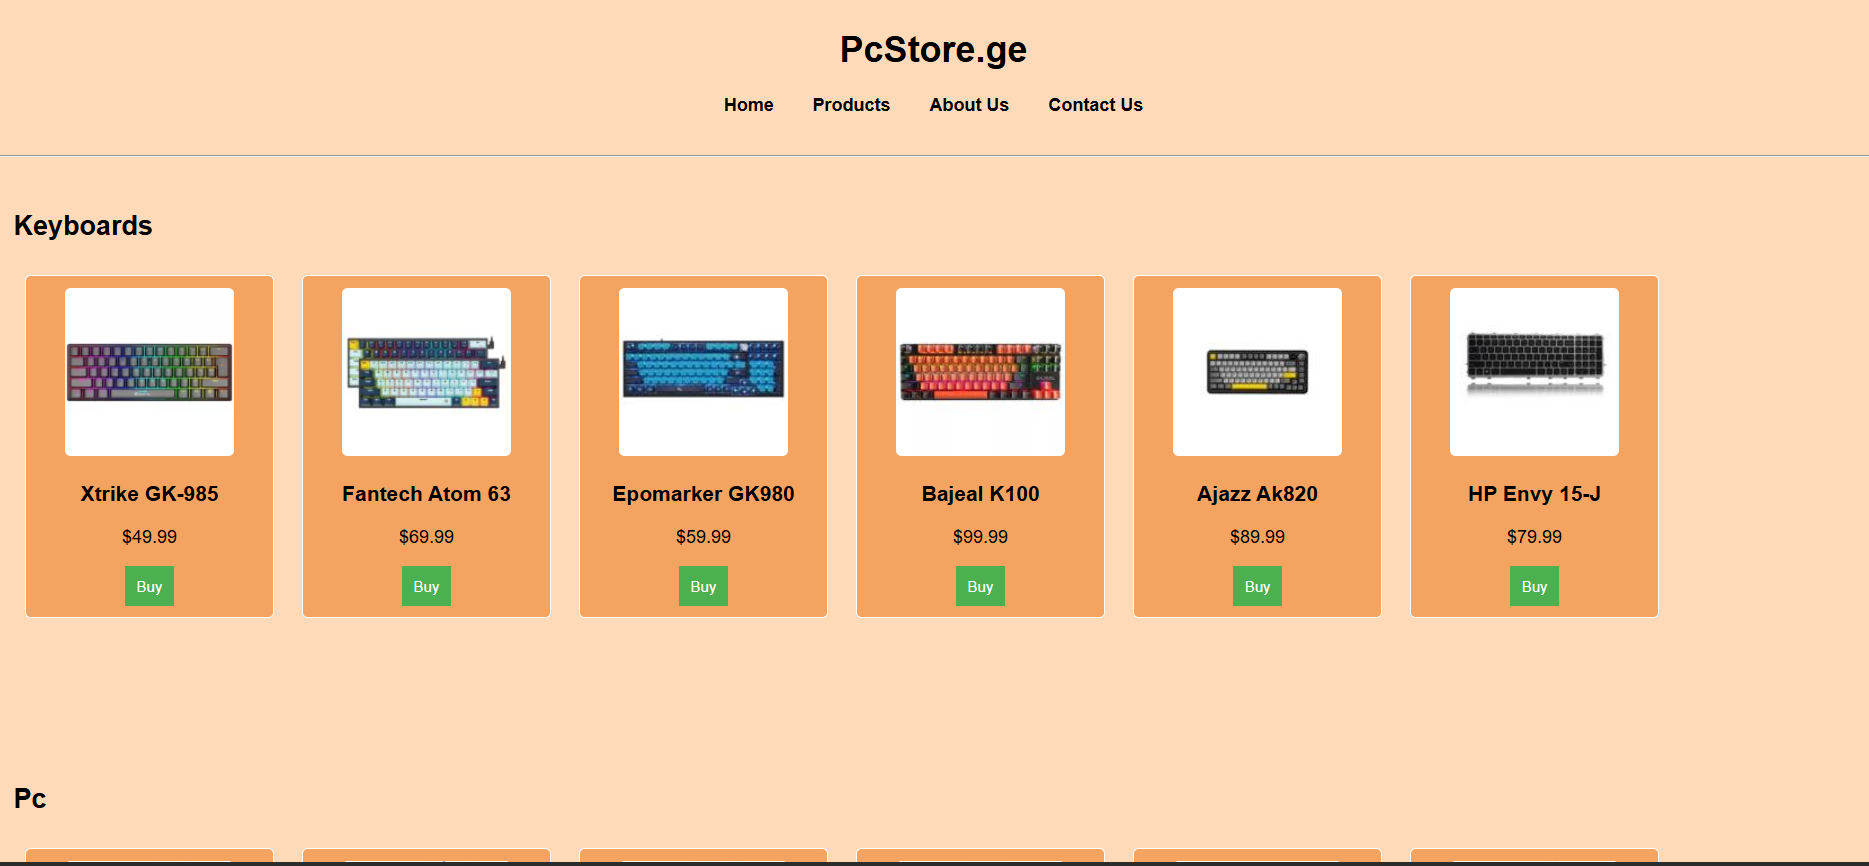 PcStore.ge
Home Products About Us Contact Us
Keyboards
Xtrike GK-985 Fantech Atom 63 Epomarker GK980 Bajeal K100 Ajazz Ak820 HP Envy 15-J
$49.99 $69.99 $59.99 $99.99 $89.99 $79.99
Buy Buy Buy Buy Buy Buy
Pc